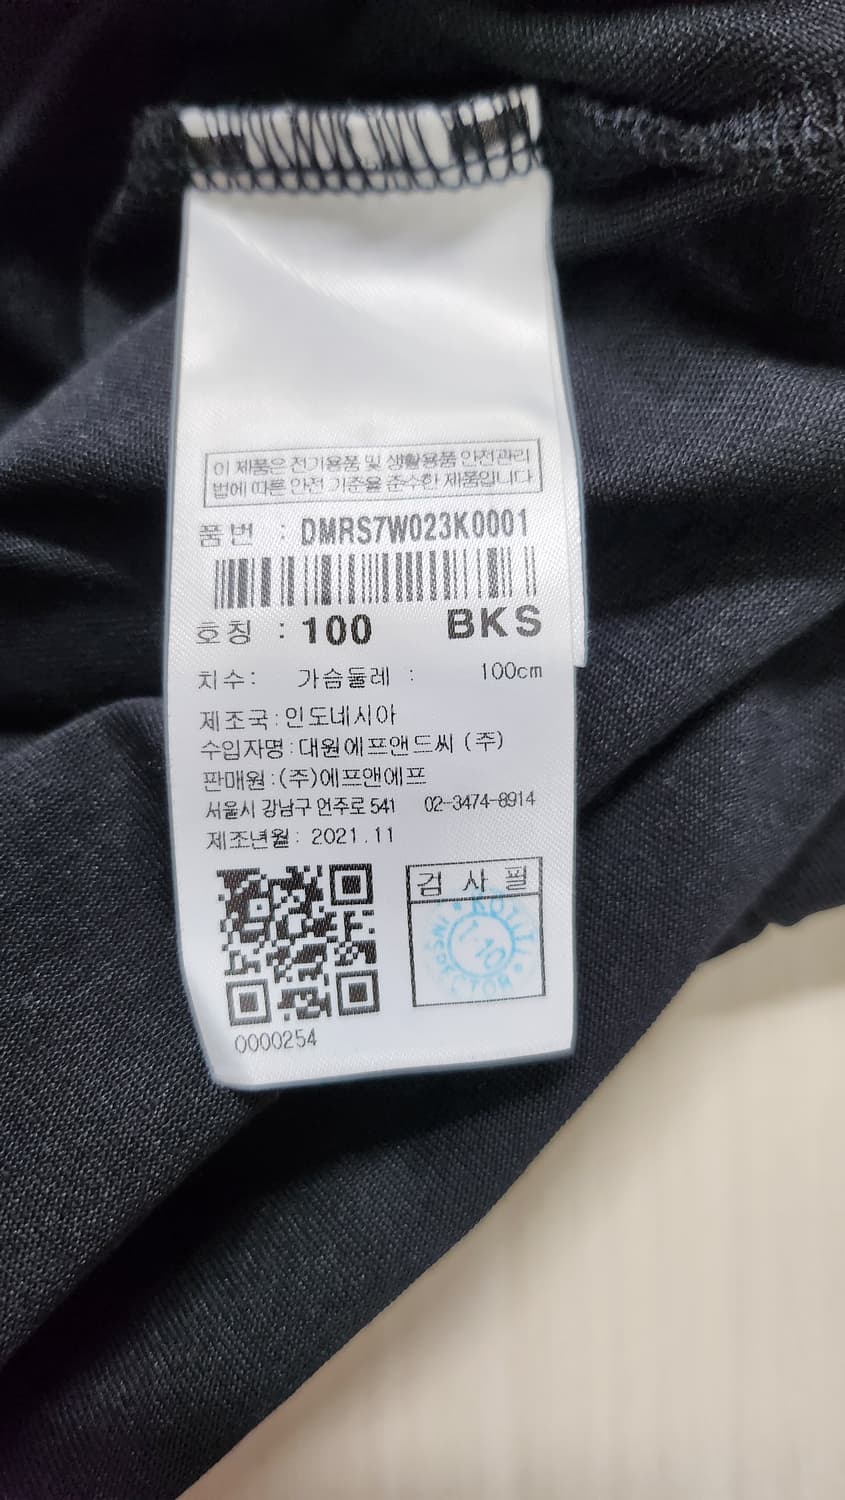 이 제품은 전기용품 및 생활용품 안전관리
법에 따른 안전 기준을 준수한 제품입니다
품번 : DMRS7W023K0001
호칭 : 100 BKS
치수: 가슴둘레 : 100cm
제조국:인도네시아
수입자명:대원에프앤드씨 (주)
판매원:(주)에프앤에프
서울시 강남구 언주로 541 02-3474-8914
제조년월: 2021.11
검사필
INSPECTOR
1-10
0000254